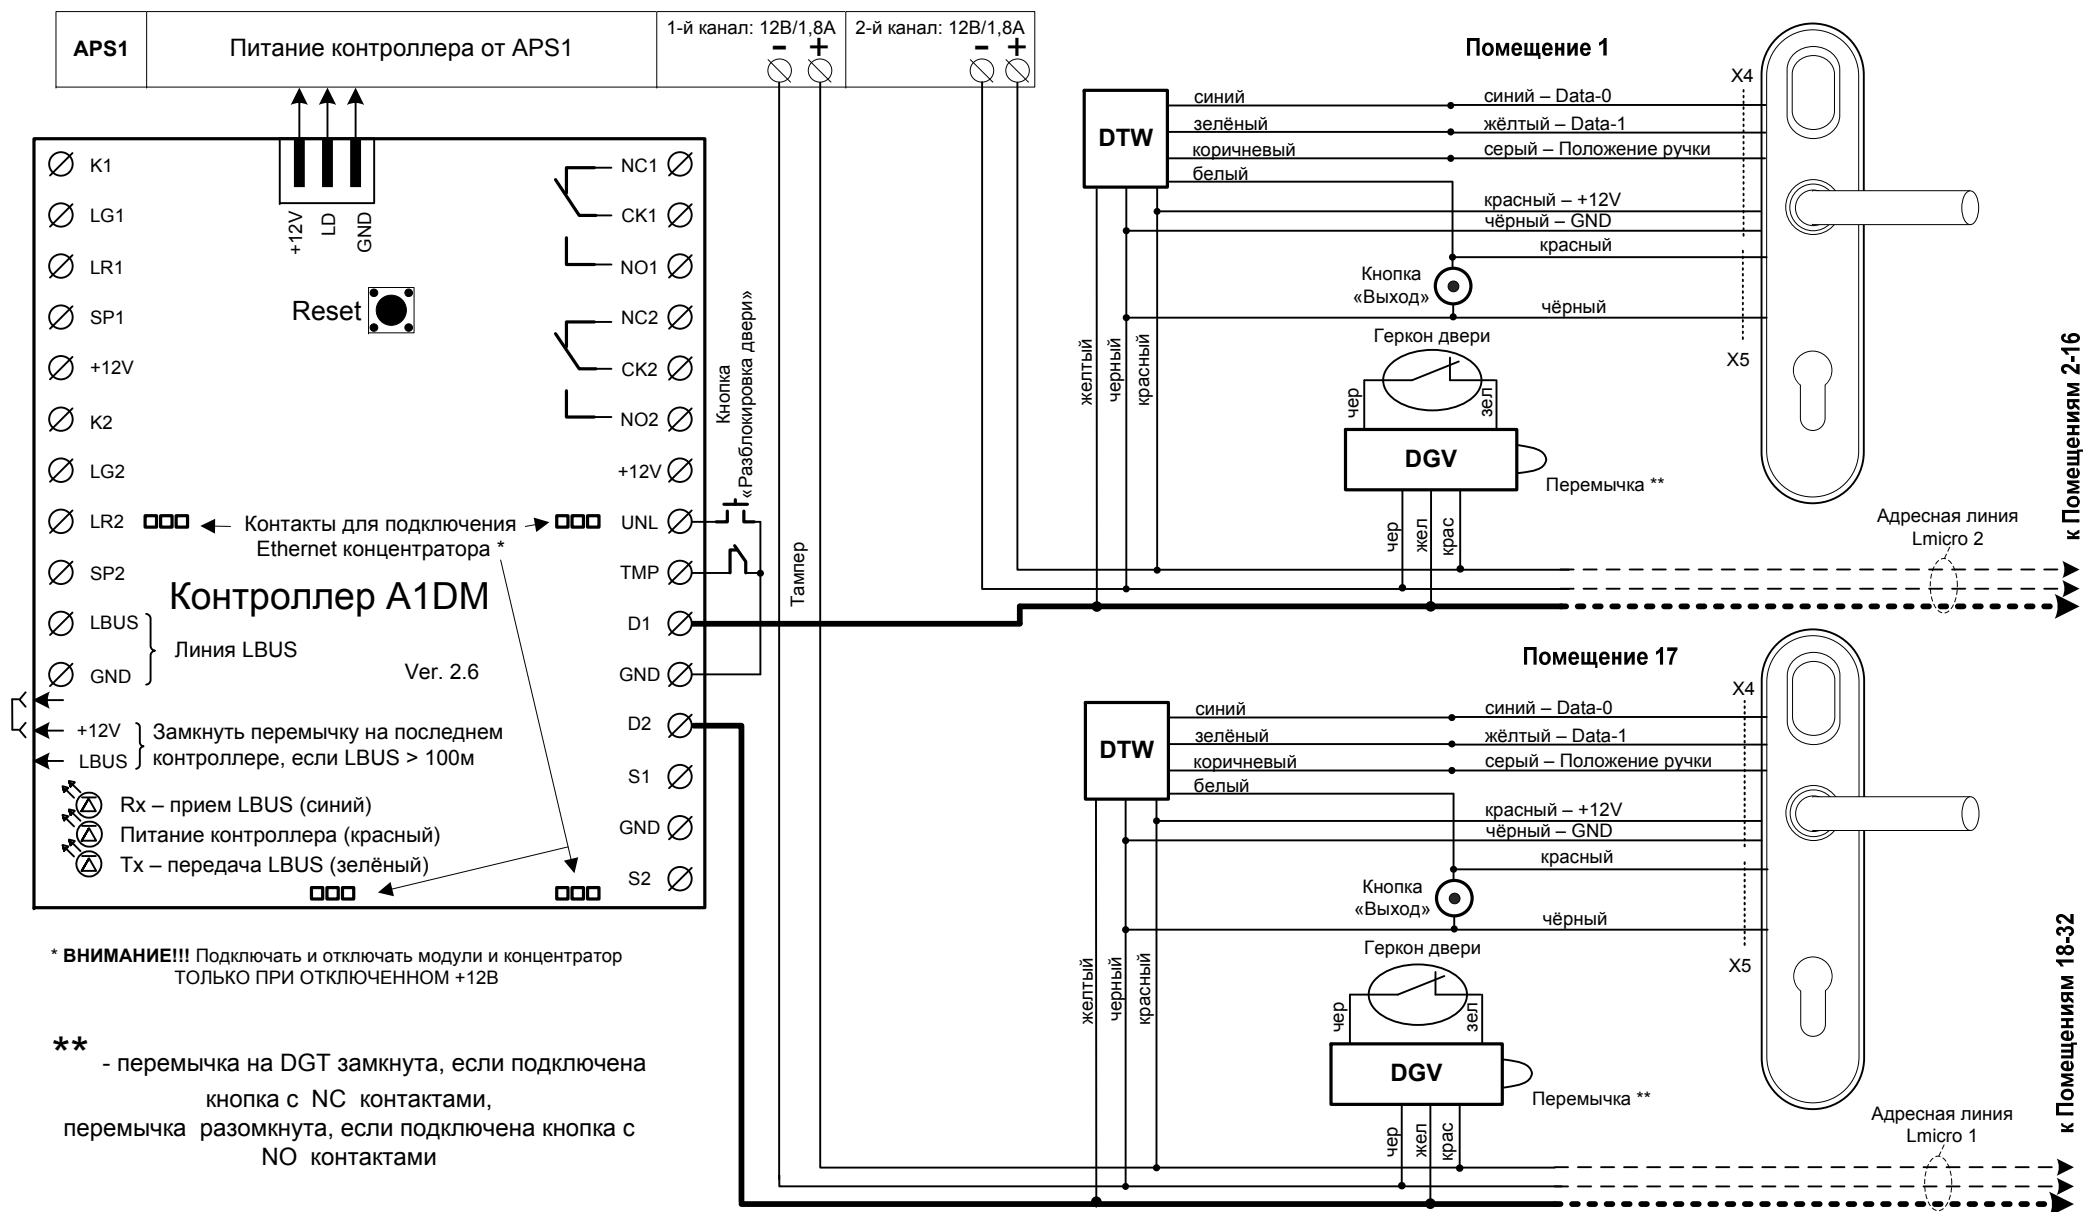 APS1
Питание контроллера от APS1
1-й канал: 12В/1,8А
- +
2-й канал: 12В/1,8А
- +
K1
LG1
LR1
SP1
+12V
K2
LG2
LR2
SP2
LBUS
GND
Линия LBUS
+12V
LD
GND
Reset
NC1
CK1
NO1
NC2
CK2
NO2
+12V
UNL
TMP
D1
GND
D2
S1
GND
S2
Контакты для подключения
Ethernet концентратора *
Контроллер A1DM
Ver. 2.6
+12V
LBUS
Замкнуть перемычку на последнем
контроллере, если LBUS > 100м
Rx – прием LBUS (синий)
Питание контроллера (красный)
Tx – передача LBUS (зелёный)
Кнопка
«Разблокировка двери»
Тампер
* ВНИМАНИЕ!!! Подключать и отключать модули и концентратор
ТОЛЬКО ПРИ ОТКЛЮЧЕННОМ +12В
** - перемычка на DGT замкнута, если подключена
кнопка с NC контактами,
перемычка разомкнута, если подключена кнопка с
NO контактами
Помещение 1
DTW
синий
зелёный
коричневый
белый
синий – Data-0
жёлтый – Data-1
серый – Положение ручки
красный – +12V
чёрный – GND
красный
чёрный
X4
X5
Кнопка
«Выход»
желтый
черный
красный
Геркон двери
чер
зел
DGV
Перемычка **
чер
жел
крас
Адресная линия
Lmicro 2
к Помещениям 2-16
Помещение 17
DTW
синий
зелёный
коричневый
белый
синий – Data-0
жёлтый – Data-1
серый – Положение ручки
красный – +12V
чёрный – GND
красный
чёрный
X4
X5
Кнопка
«Выход»
желтый
черный
красный
Геркон двери
чер
зел
DGV
Перемычка **
чер
жел
крас
Адресная линия
Lmicro 1
к Помещениям 18-32